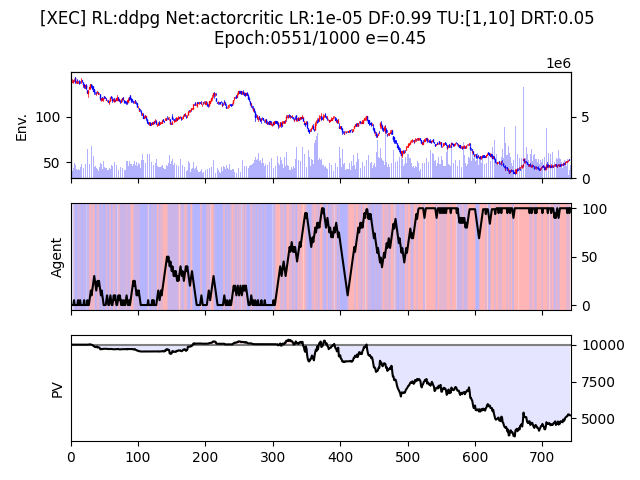 [XEC] RL:ddpg Net:actorcritic LR:1e-05 DF:0.99 TU:[1,10] DRT:0.05
Epoch:0551/1000 e=0.45
1e6
Env.
100
50
5
0
Agent
100
50
0
PV
10000
7500
5000
0 100 200 300 400 500 600 700